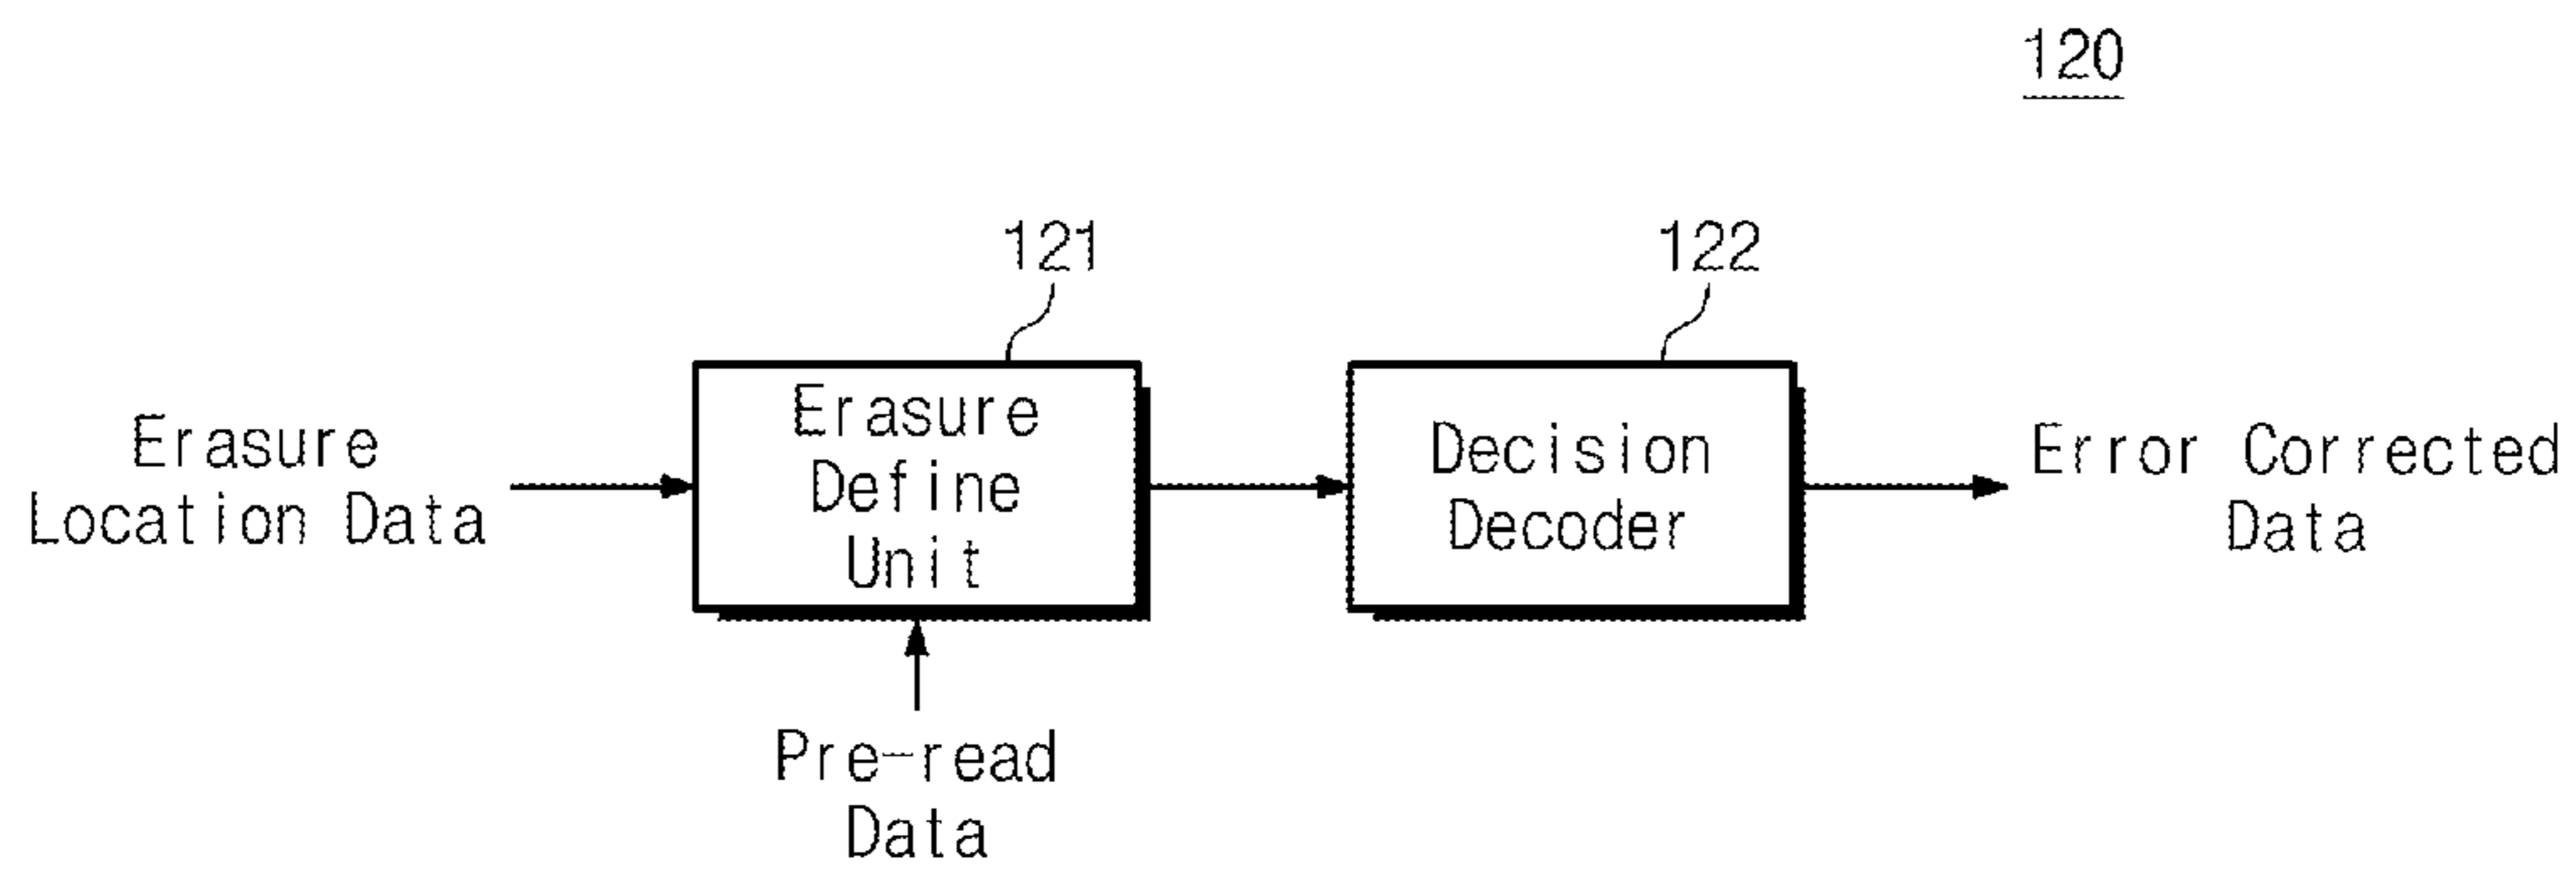 120
121
122
Erasure
Location Data
Erasure
Define
Unit
Decision
Decoder
Error Corrected
Data
Pre-read
Data